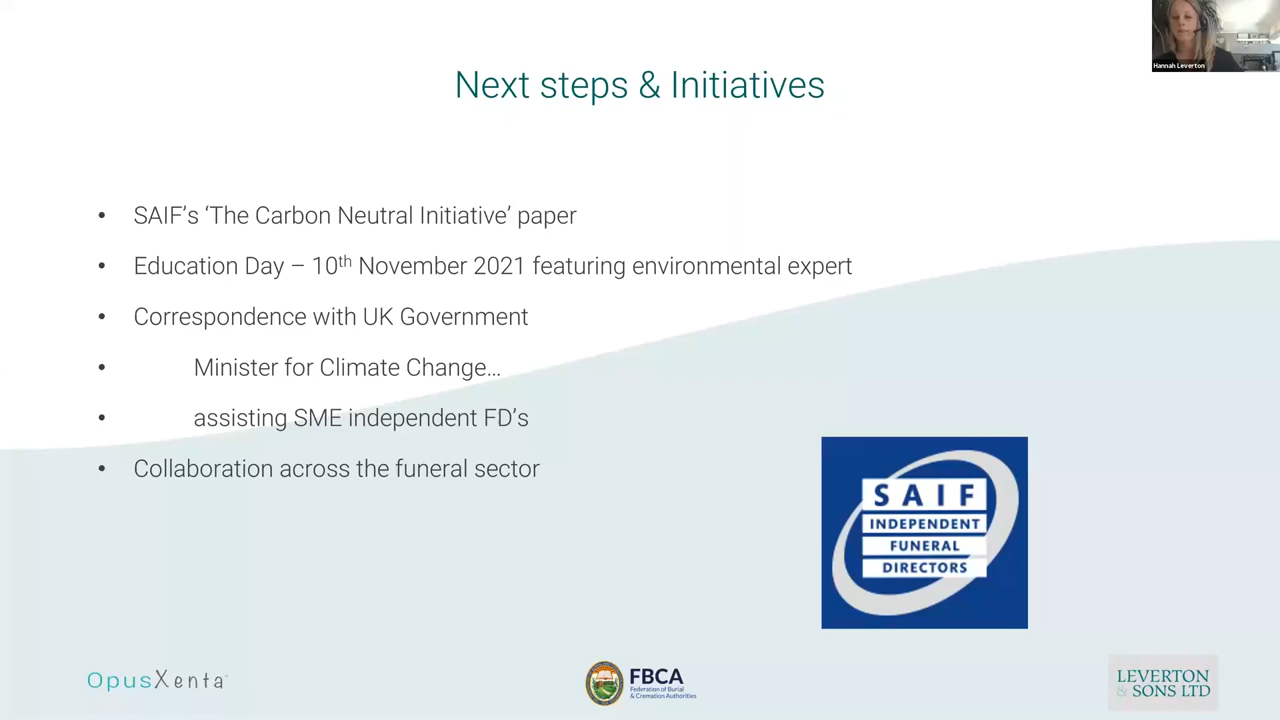 Hannah Leverton
Next steps & Initiatives
• SAIF’s ‘The Carbon Neutral Initiative’ paper
• Education Day – 10th November 2021 featuring environmental expert
• Correspondence with UK Government
• Minister for Climate Change...
• assisting SME independent FD’s
• Collaboration across the funeral sector
SAIF
INDEPENDENT
FUNERAL
DIRECTORS
OpusXenta
FBCA
Federation of Burial
& Cremation Authorities
LEVERTON
& SONS LTD